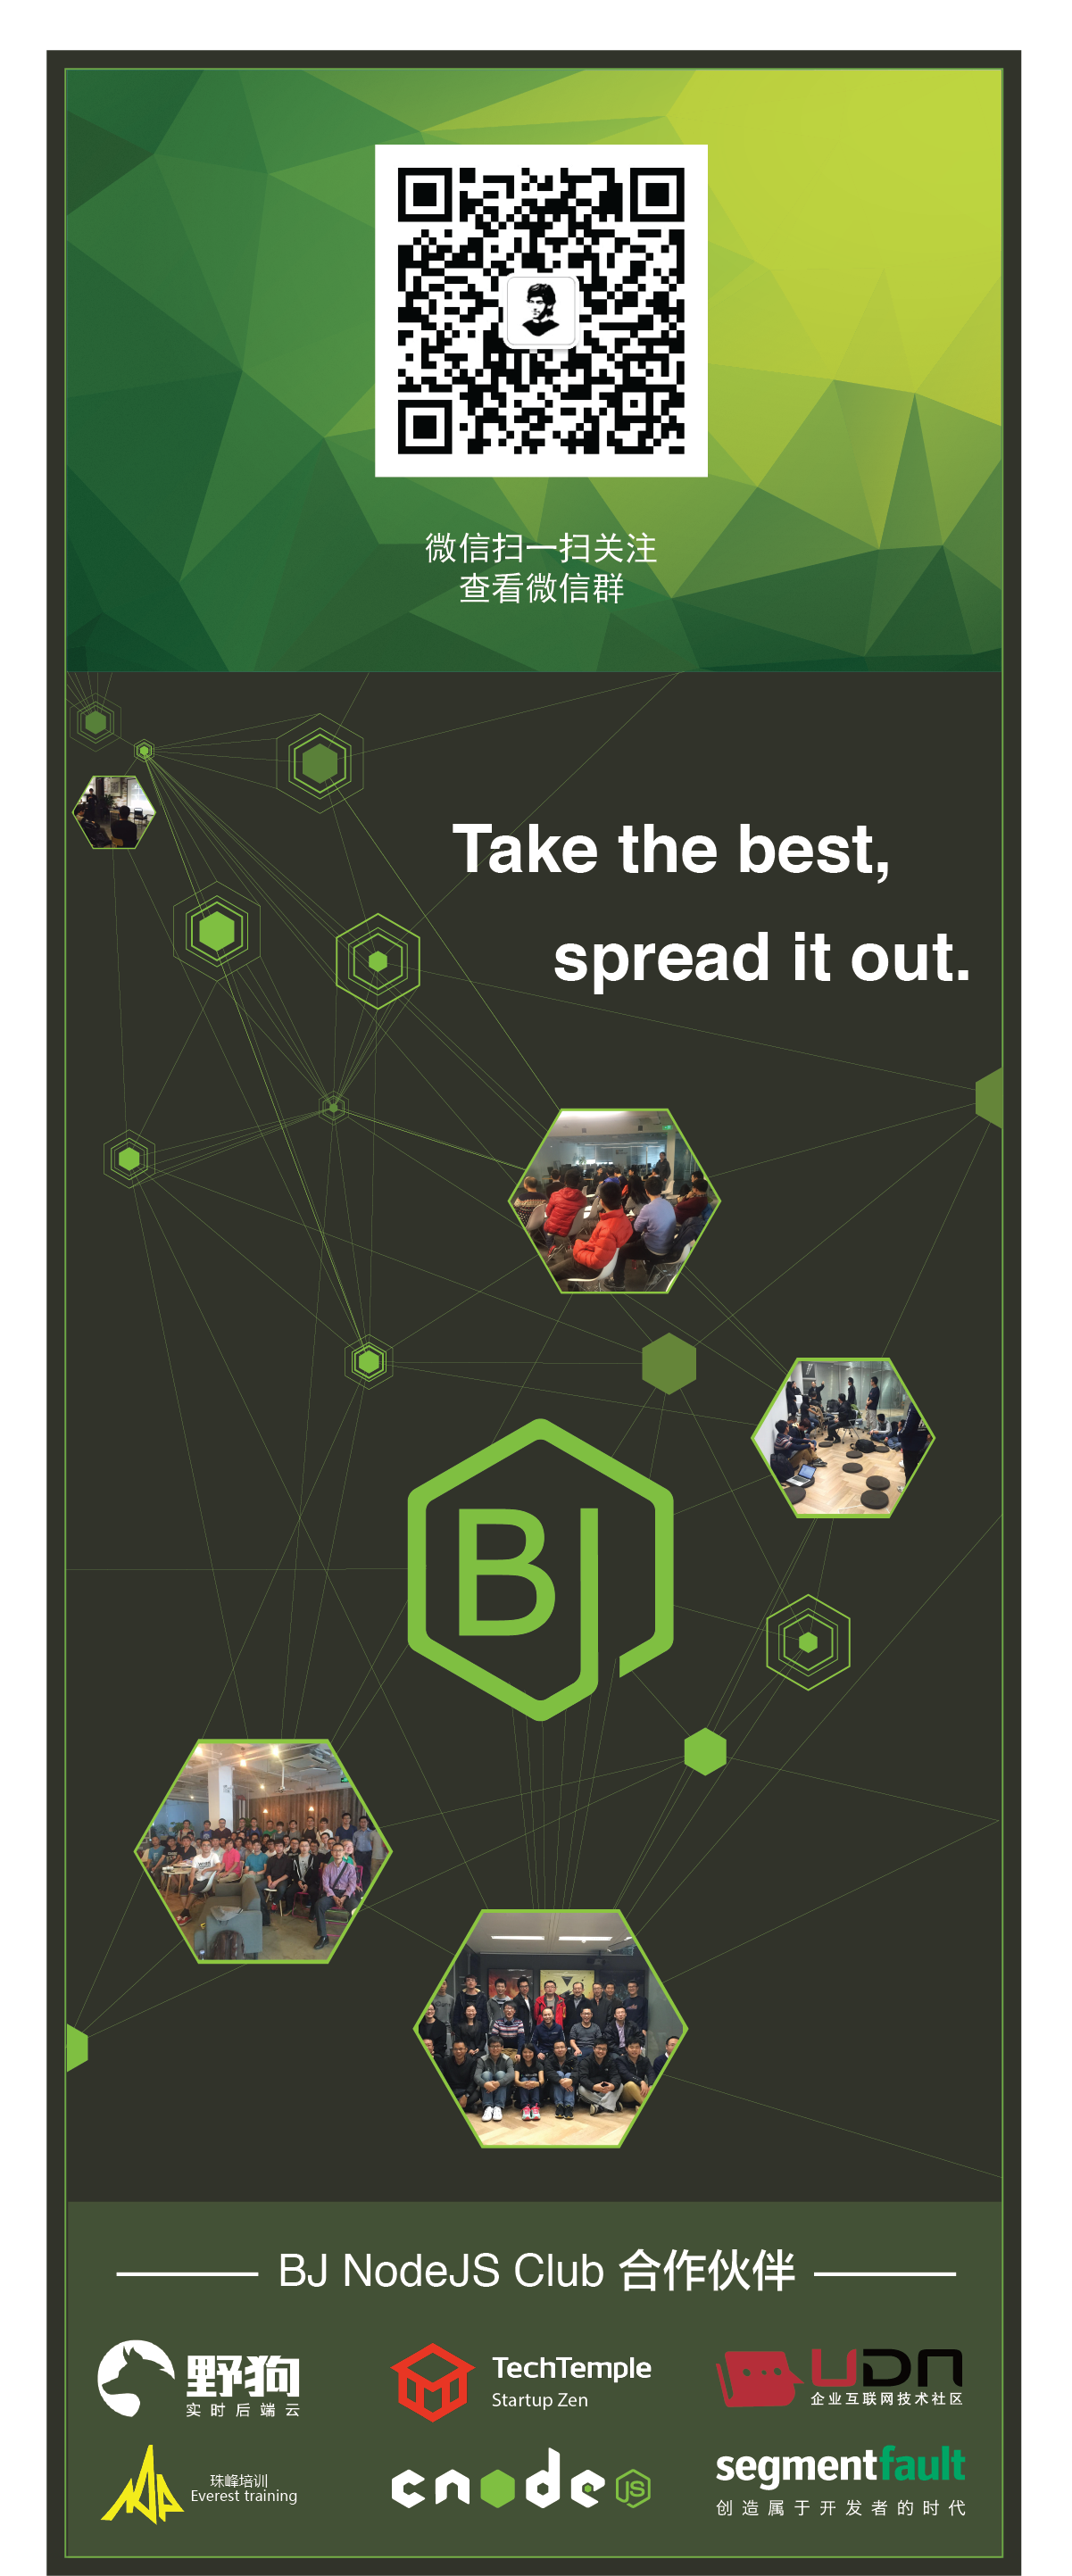 微信扫一扫关注
查看微信群
Take the best,
spread it out.
BJ
BJ NodeJS Club 合作伙伴
野狗
实时后端云
TechTemple
Startup Zen
UDN
企业互联网技术社区
珠峰培训
Everest training
cnode JS
segmentfault
创造属于开发者的时代